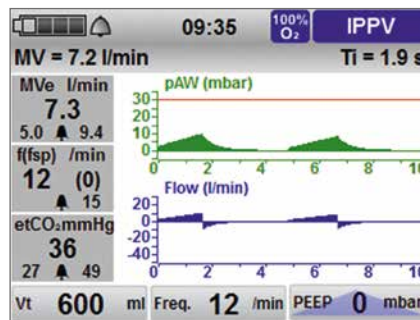 09:35 100% O₂ IPPV
MV = 7.2 l/min Ti = 1.9 s
MVe l/min
7.3
5.0 9.4
f(fsp) /min
12 (0)
15
etCO₂mmHg
36
27 49
pAW (mbar)
30
20
10
0
0 2 4 6 8 10
Flow (l/min)
20
0
-20
-40
0 2 4 6 8 10
Vt 600 ml Freq. 12 /min PEEP 0 mbar